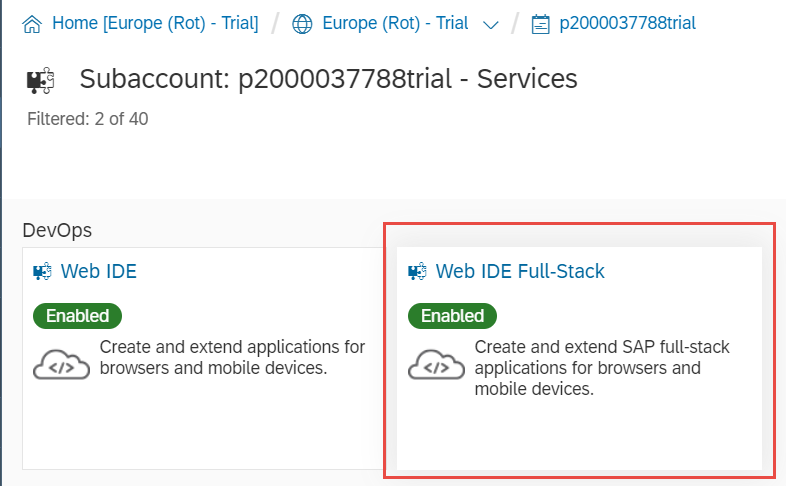 Home [Europe (Rot) - Trial] / Europe (Rot) - Trial / p2000037788trial
Subaccount: p2000037788trial - Services
Filtered: 2 of 40
DevOps
Web IDE
Enabled
Create and extend applications for
browsers and mobile devices.
Web IDE Full-Stack
Enabled
Create and extend SAP full-stack
applications for browsers and
mobile devices.